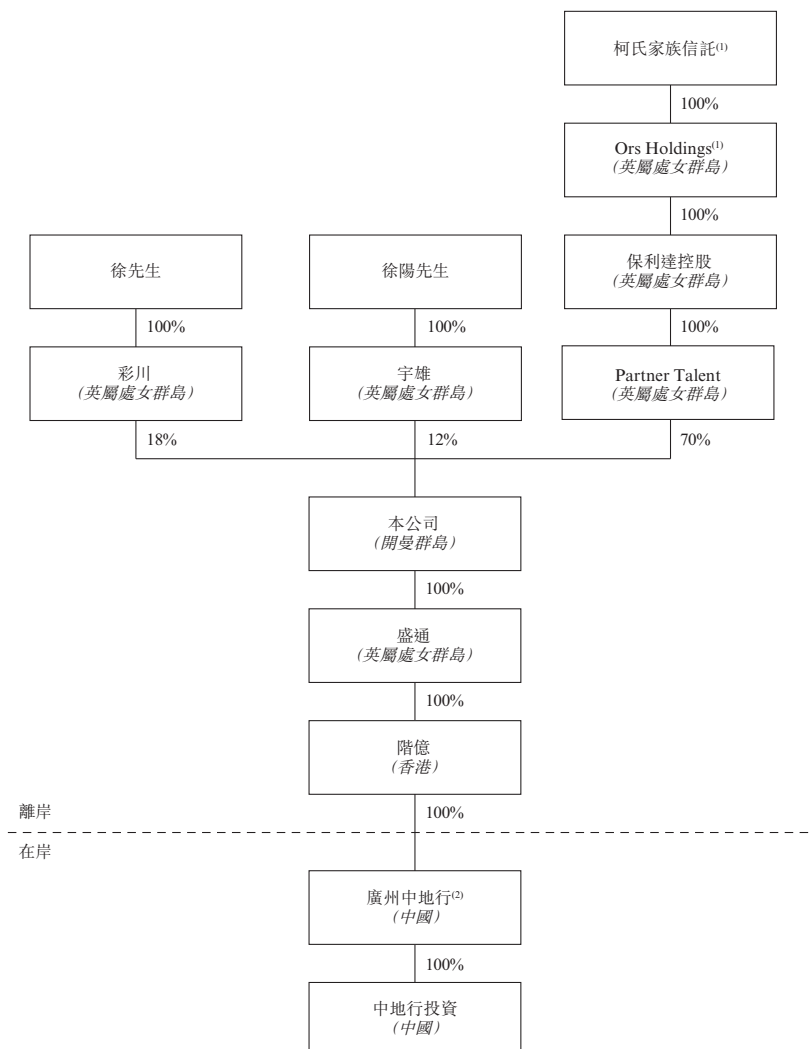 柯氏家族信託(1)
100%
Ors Holdings(1)
(英屬處女群島)
100%
徐先生
徐陽先生
保利達控股
(英屬處女群島)
100%
100%
100%
彩川
(英屬處女群島)
宇雄
(英屬處女群島)
Partner Talent
(英屬處女群島)
18%
12%
70%
本公司
(開曼群島)
100%
盛通
(英屬處女群島)
100%
階億
(香港)
離岸
100%
在岸
廣州中地行(2)
(中國)
100%
中地行投資
(中國)